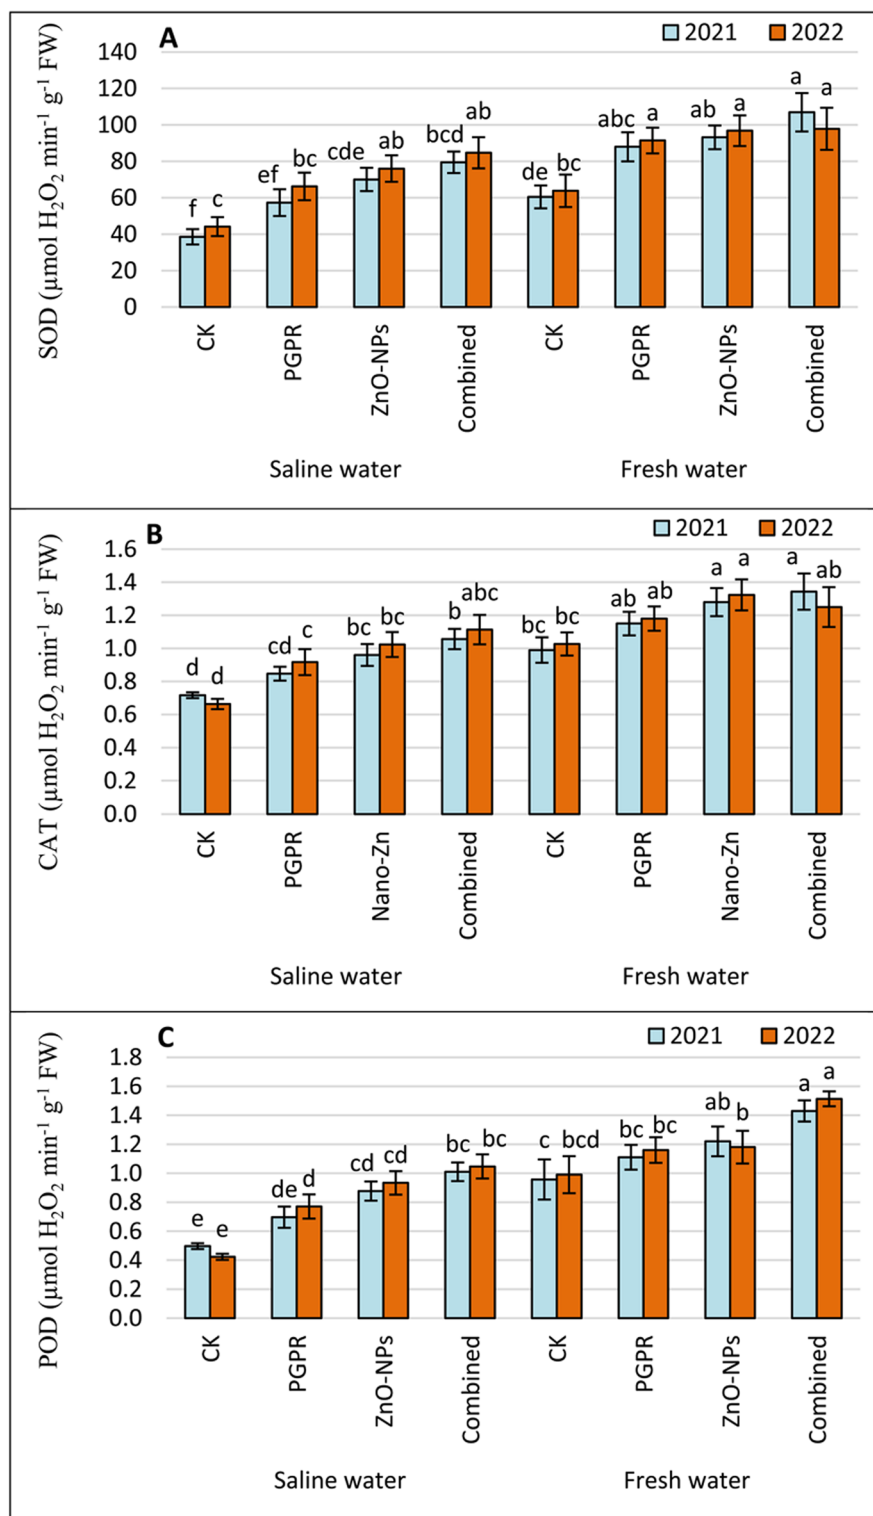 A
2021 2022
SOD (µmol H₂O₂ min⁻¹ g⁻¹ FW)
140
120
100
80
60
40
20
0
f c ef bc cde ab bcd ab de bc abc a ab a a a
CK PGPR ZnO-NPs Combined CK PGPR ZnO-NPs Combined
Saline water Fresh water
B
2021 2022
CAT (µmol H₂O₂ min⁻¹ g⁻¹ FW)
1.6
1.4
1.2
1.0
0.8
0.6
0.4
0.2
0.0
d d cd c bc bc b abc bc bc ab ab a a a ab
CK PGPR Nano-Zn Combined CK PGPR Nano-Zn Combined
Saline water Fresh water
C
2021 2022
POD (µmol H₂O₂ min⁻¹ g⁻¹ FW)
1.8
1.6
1.4
1.2
1.0
0.8
0.6
0.4
0.2
0.0
e e de d cd cd bc bc c bcd bc bc ab b a a
CK PGPR ZnO-NPs Combined CK PGPR ZnO-NPs Combined
Saline water Fresh water